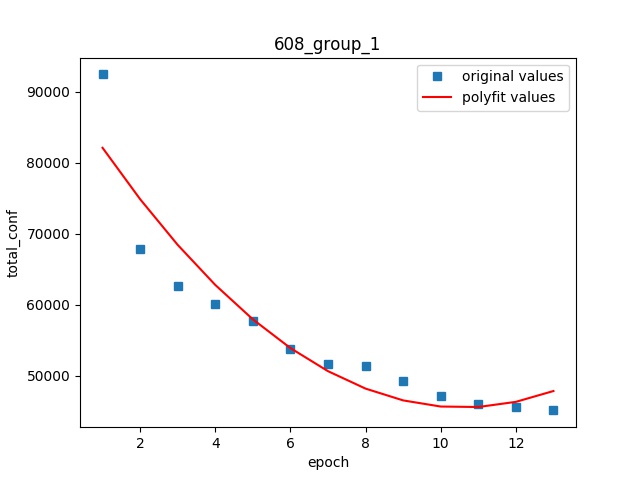 608_group_1
original values
polyfit values
total_conf
90000
80000
70000
60000
50000
2 4 6 8 10 12
epoch